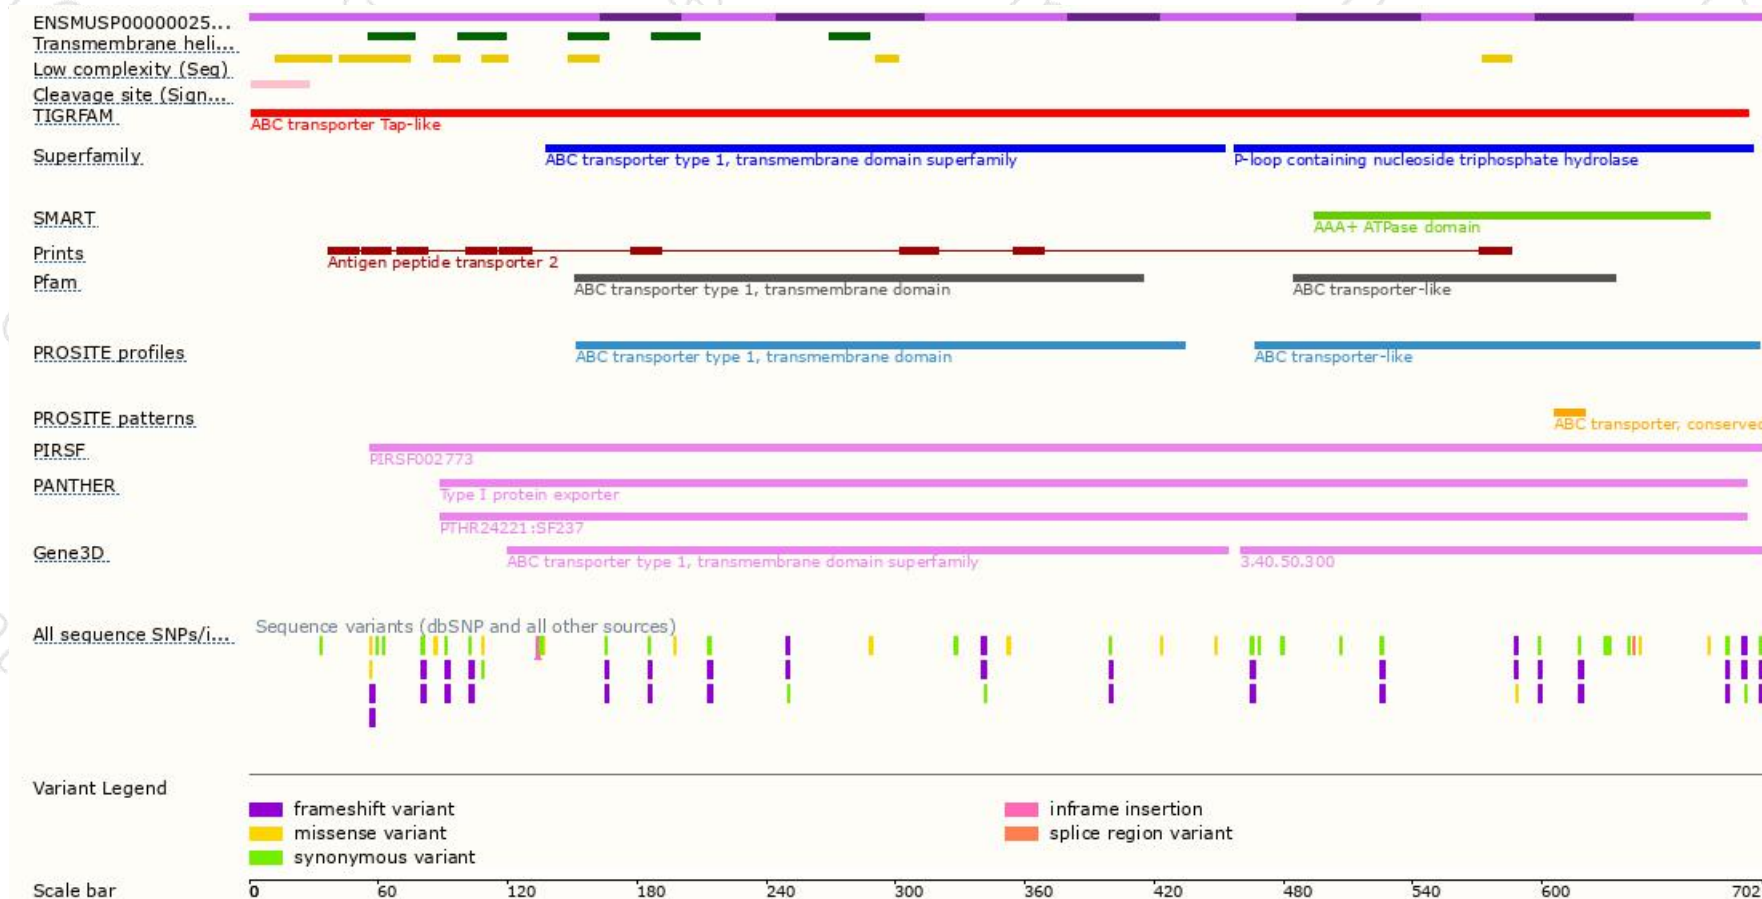 ENSMUSP00000025...
Transmembrane heli...
Low complexity (Seg)
Cleavage site (Sign...
TIGRFAM
ABC transporter Tap-like
Superfamily
ABC transporter type 1, transmembrane domain superfamily
P-loop containing nucleoside triphosphate hydrolase
SMART
AAA+ ATPase domain
Prints
Antigen peptide transporter 2
Pfam
ABC transporter type 1, transmembrane domain
ABC transporter-like
PROSITE profiles
ABC transporter type 1, transmembrane domain
ABC transporter-like
PROSITE patterns
ABC transporter, conserved
PIRSF
PIRSF002773
PANTHER
Type I protein exporter
PTHR24221:SF237
Gene3D
ABC transporter type 1, transmembrane domain superfamily
3.40.50.300
All sequence SNPs/i...
Sequence variants (dbSNP and all other sources)
Variant Legend
frameshift variant
inframe insertion
missense variant
splice region variant
synonymous variant
Scale bar
0 60 120 180 240 300 360 420 480 540 600 702